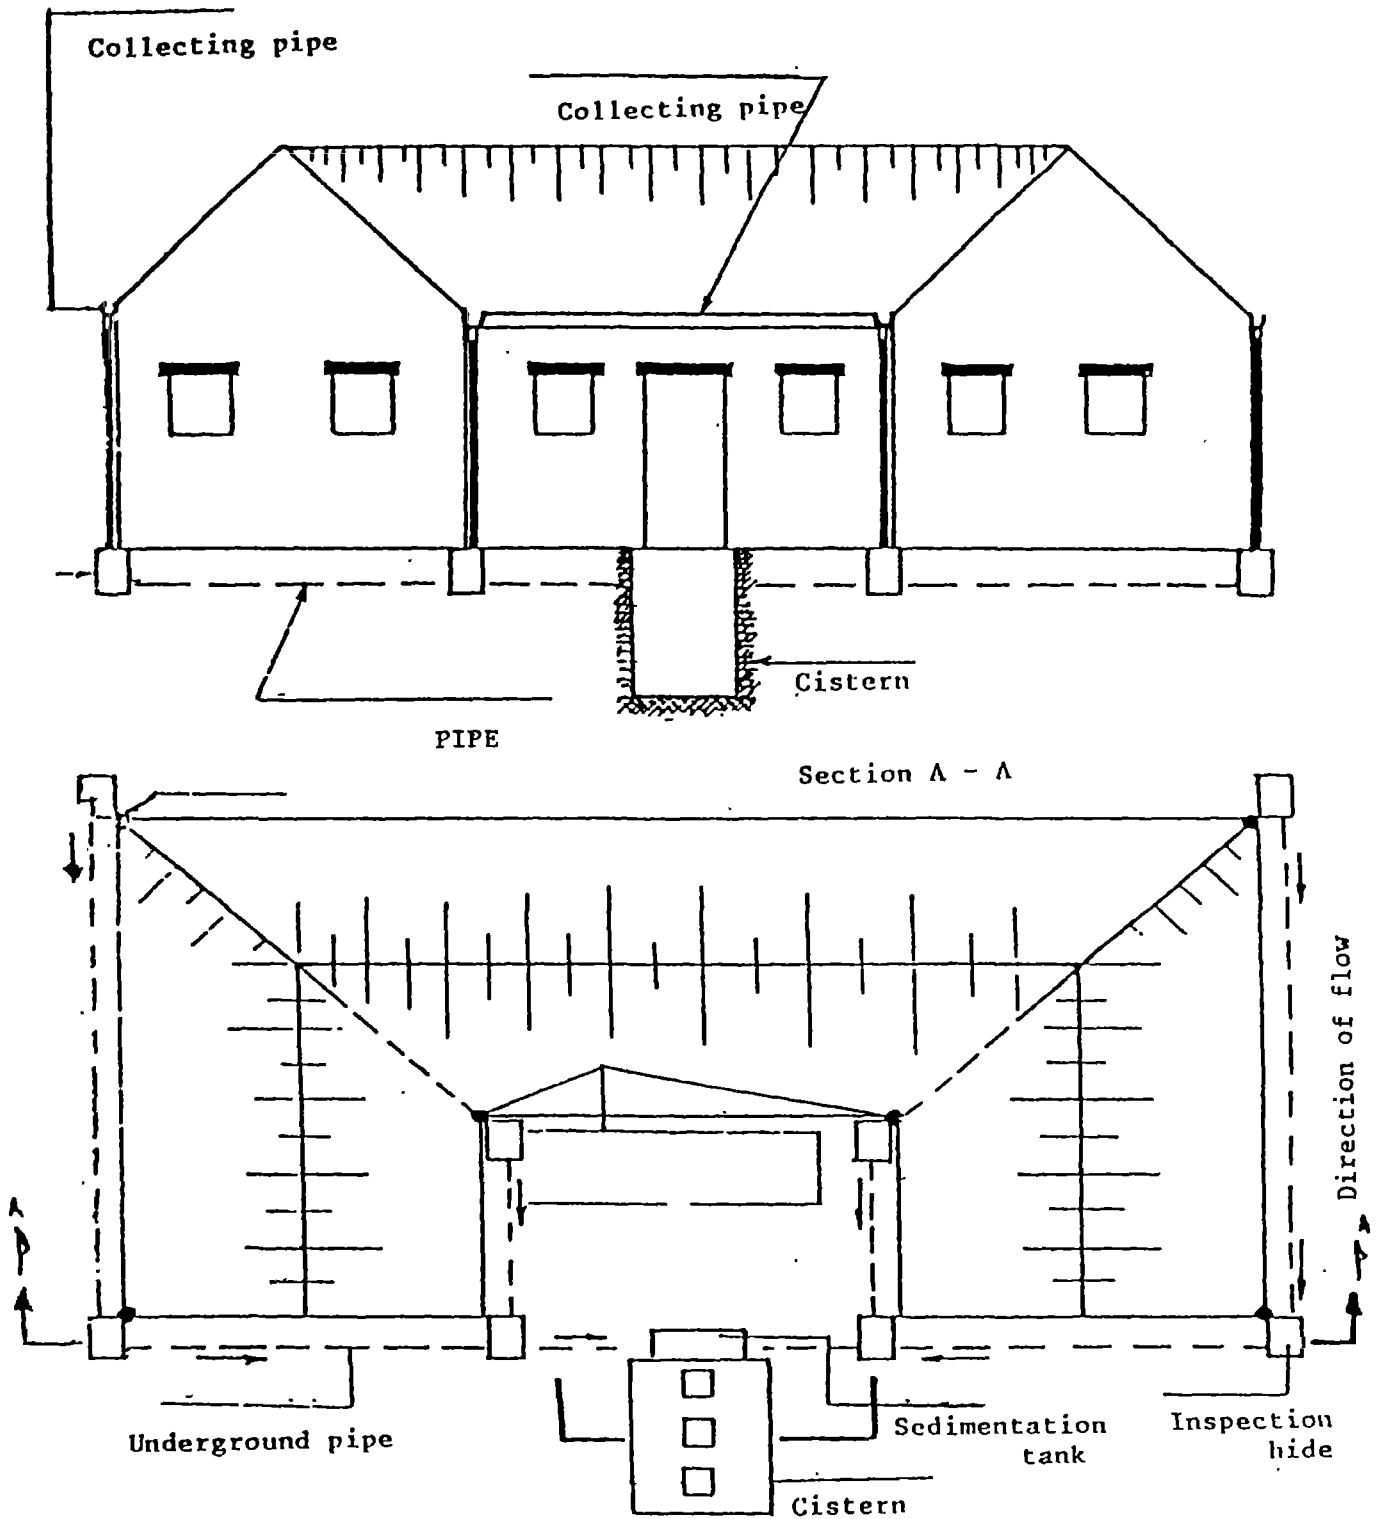 Collecting pipe
Collecting pipe
Cistern
PIPE
Section A - A
Direction of flow
A
A
Sedimentation
tank
Inspection
hide
Underground pipe
Cistern